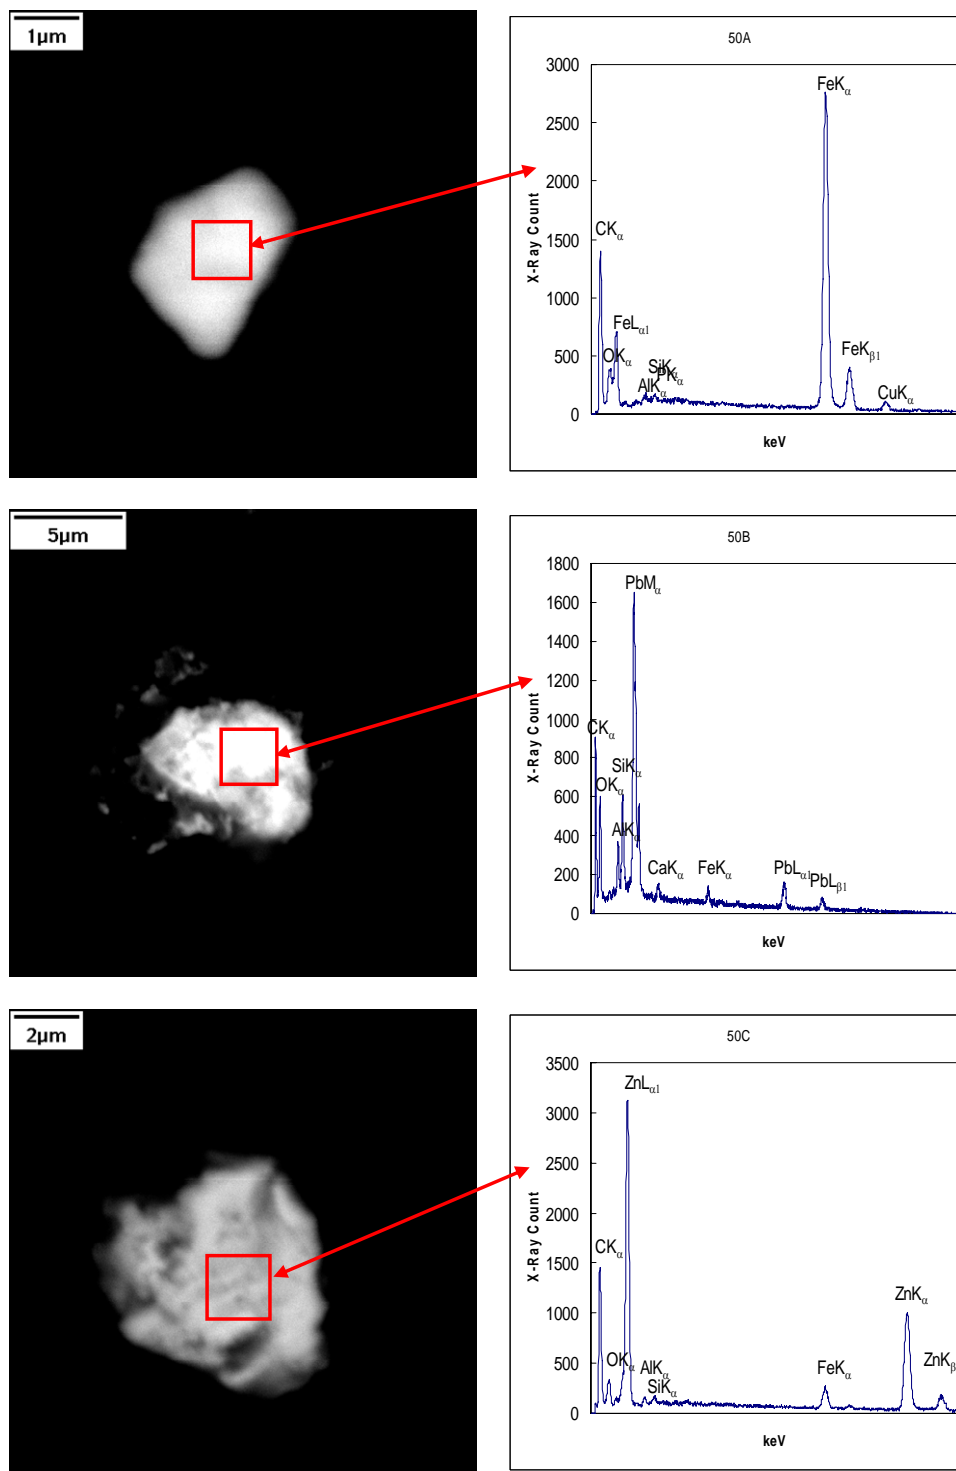 1µm
50A
3000
2500
2000
1500
1000
500
0
X-Ray Count
keV
CKα
OKα
FeLα1
AlKα
SiKα
PKα
FeKα
FeKβ1
CuKα
5µm
50B
1800
1600
1400
1200
1000
800
600
400
200
0
X-Ray Count
keV
CKα
OKα
AlKα
SiKα
PbMα
CaKα
FeKα
PbLα1
PbLβ1
2µm
50C
3500
3000
2500
2000
1500
1000
500
0
X-Ray Count
keV
CKα
OKα
ZnLα1
AlKα
SiKα
FeKα
ZnKα
ZnKβ